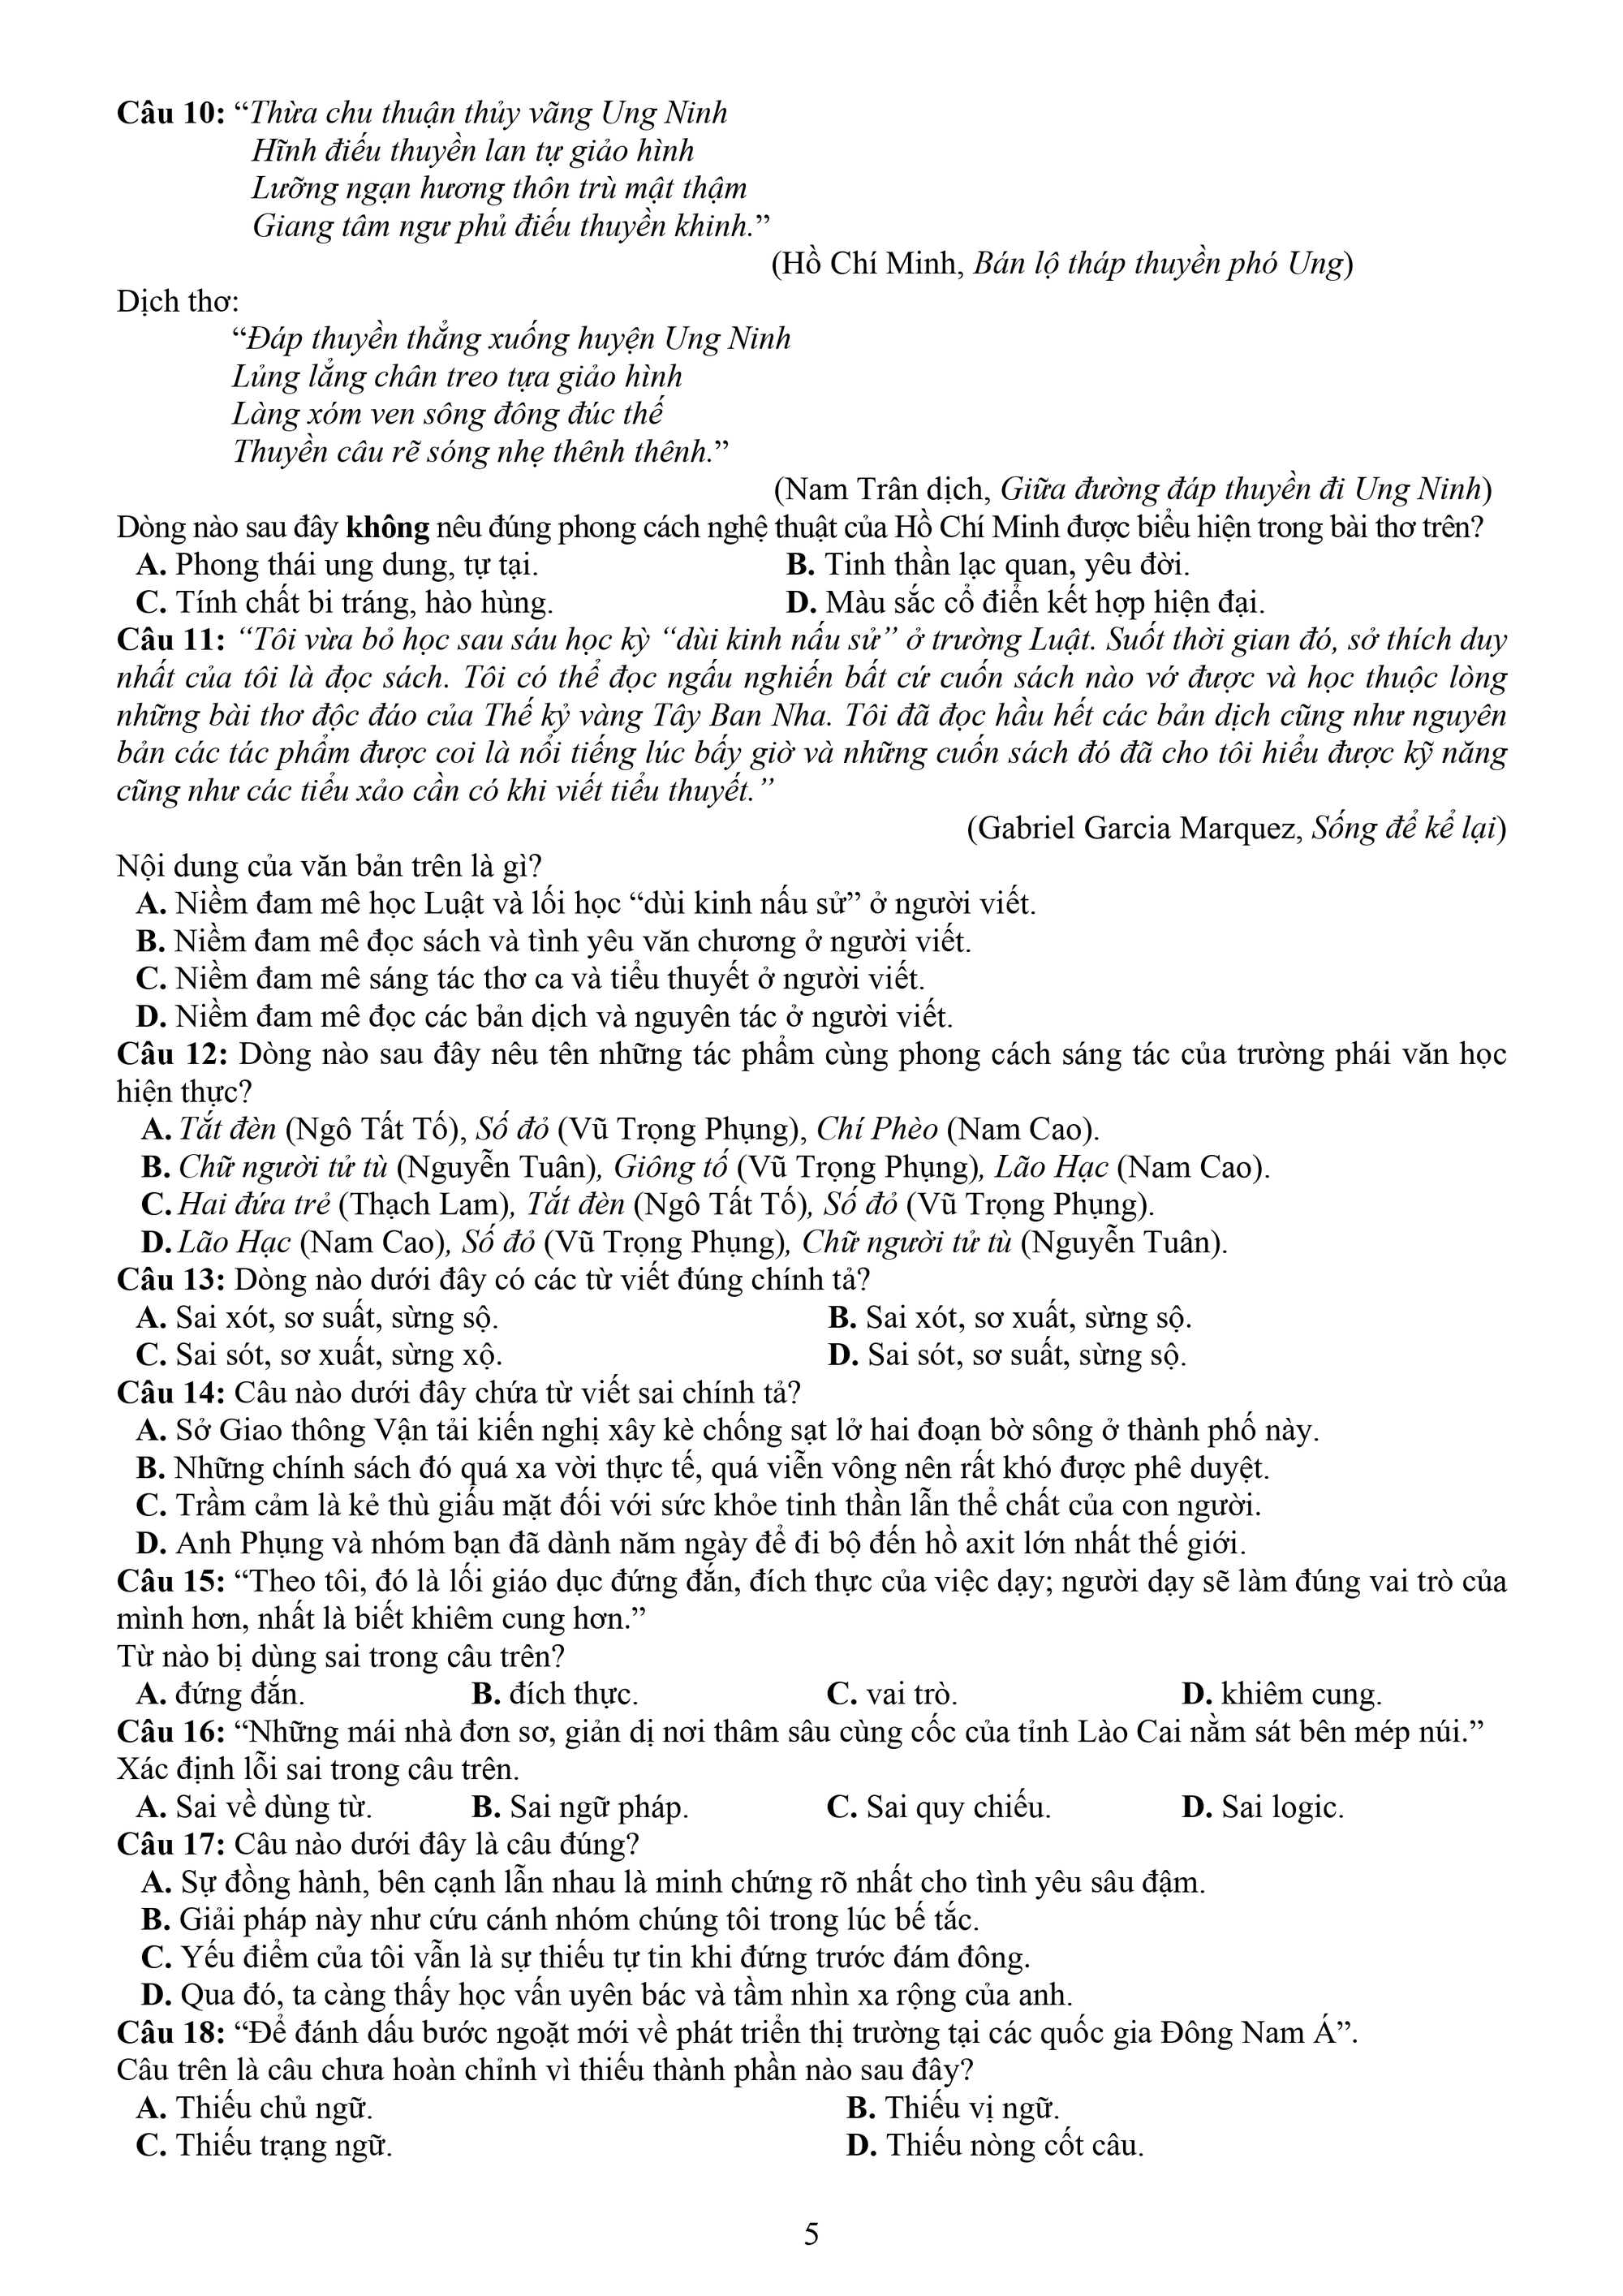 Câu 10: “Thừa chu thuận thủy vãng Ung Ninh
Hĩnh điếu thuyền lan tự giảo hình
Lưỡng ngạn hương thôn trù mật thậm
Giang tâm ngư phủ điếu thuyền khinh.”
(Hồ Chí Minh, Bán lộ tháp thuyền phó Ung)
Dịch thơ:
“Đáp thuyền thẳng xuống huyện Ung Ninh
Lủng lẳng chân treo tựa giảo hình
Làng xóm ven sông đông đúc thế
Thuyền câu rẽ sóng nhẹ thênh thênh.”
(Nam Trân dịch, Giữa đường đáp thuyền đi Ung Ninh)
Dòng nào sau đây không nêu đúng phong cách nghệ thuật của Hồ Chí Minh được biểu hiện trong bài thơ trên?
A. Phong thái ung dung, tự tại. B. Tinh thần lạc quan, yêu đời.
C. Tính chất bi tráng, hào hùng. D. Màu sắc cổ điển kết hợp hiện đại.
Câu 11: “Tôi vừa bỏ học sau sáu học kỳ “dùi kinh nấu sử” ở trường Luật. Suốt thời gian đó, sở thích duy
nhất của tôi là đọc sách. Tôi có thể đọc ngấu nghiến bất cứ cuốn sách nào vớ được và học thuộc lòng
những bài thơ độc đáo của Thế kỷ vàng Tây Ban Nha. Tôi đã đọc hầu hết các bản dịch cũng như nguyên
bản các tác phẩm được coi là nổi tiếng lúc bấy giờ và những cuốn sách đó đã cho tôi hiểu được kỹ năng
cũng như các tiểu xảo cần có khi viết tiểu thuyết.”
(Gabriel Garcia Marquez, Sống để kể lại)
Nội dung của văn bản trên là gì?
A. Niềm đam mê học Luật và lối học “dùi kinh nấu sử” ở người viết.
B. Niềm đam mê đọc sách và tình yêu văn chương ở người viết.
C. Niềm đam mê sáng tác thơ ca và tiểu thuyết ở người viết.
D. Niềm đam mê đọc các bản dịch và nguyên tác ở người viết.
Câu 12: Dòng nào sau đây nêu tên những tác phẩm cùng phong cách sáng tác của trường phái văn học
hiện thực?
A. Tắt đèn (Ngô Tất Tố), Số đỏ (Vũ Trọng Phụng), Chí Phèo (Nam Cao).
B. Chữ người tử tù (Nguyễn Tuân), Giông tố (Vũ Trọng Phụng), Lão Hạc (Nam Cao).
C. Hai đứa trẻ (Thạch Lam), Tắt đèn (Ngô Tất Tố), Số đỏ (Vũ Trọng Phụng).
D. Lão Hạc (Nam Cao), Số đỏ (Vũ Trọng Phụng), Chữ người tử tù (Nguyễn Tuân).
Câu 13: Dòng nào dưới đây có các từ viết đúng chính tả?
A. Sai xót, sơ suất, sừng sộ. B. Sai xót, sơ xuất, sừng sộ.
C. Sai sót, sơ xuất, sừng xộ. D. Sai sót, sơ suất, sừng sộ.
Câu 14: Câu nào dưới đây chứa từ viết sai chính tả?
A. Sở Giao thông Vận tải kiến nghị xây kè chống sạt lở hai đoạn bờ sông ở thành phố này.
B. Những chính sách đó quá xa vời thực tế, quá viễn vông nên rất khó được phê duyệt.
C. Trầm cảm là kẻ thù giấu mặt đối với sức khỏe tinh thần lẫn thể chất của con người.
D. Anh Phụng và nhóm bạn đã dành năm ngày để đi bộ đến hồ axit lớn nhất thế giới.
Câu 15: “Theo tôi, đó là lối giáo dục đứng đắn, đích thực của việc dạy; người dạy sẽ làm đúng vai trò của
mình hơn, nhất là biết khiêm cung hơn.”
Từ nào bị dùng sai trong câu trên?
A. đứng đắn. B. đích thực. C. vai trò. D. khiêm cung.
Câu 16: “Những mái nhà đơn sơ, giản dị nơi thâm sâu cùng cốc của tỉnh Lào Cai nằm sát bên mép núi.”
Xác định lỗi sai trong câu trên.
A. Sai về dùng từ. B. Sai ngữ pháp. C. Sai quy chiếu. D. Sai logic.
Câu 17: Câu nào dưới đây là câu đúng?
A. Sự đồng hành, bên cạnh lẫn nhau là minh chứng rõ nhất cho tình yêu sâu đậm.
B. Giải pháp này như cứu cánh nhóm chúng tôi trong lúc bế tắc.
C. Yếu điểm của tôi vẫn là sự thiếu tự tin khi đứng trước đám đông.
D. Qua đó, ta càng thấy học vấn uyên bác và tầm nhìn xa rộng của anh.
Câu 18: “Để đánh dấu bước ngoặt mới về phát triển thị trường tại các quốc gia Đông Nam Á”.
Câu trên là câu chưa hoàn chỉnh vì thiếu thành phần nào sau đây?
A. Thiếu chủ ngữ. B. Thiếu vị ngữ.
C. Thiếu trạng ngữ. D. Thiếu nòng cốt câu.
5